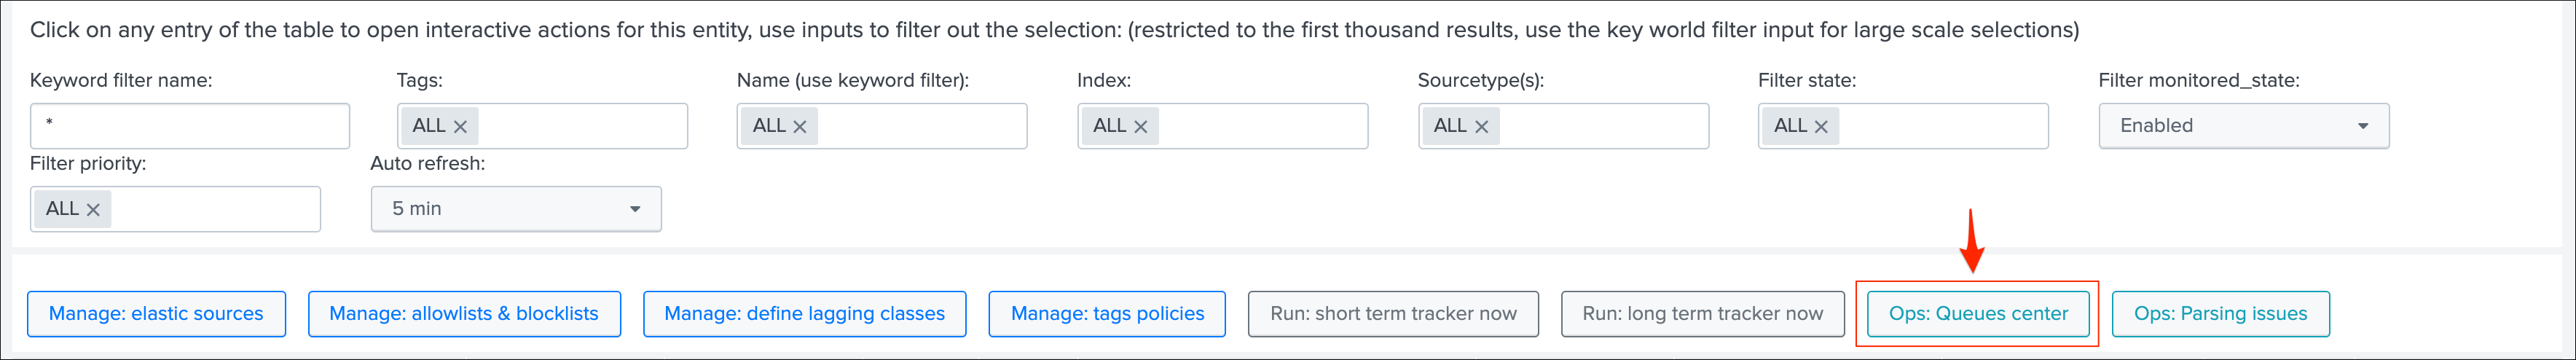 Click on any entry of the table to open interactive actions for this entity, use inputs to filter out the selection: (restricted to the first thousand results, use the key world filter input for large scale selections)
Keyword filter name: Tags: Name (use keyword filter): Index: Sourcetype(s): Filter state: Filter monitored_state:
* ALL ALL ALL ALL ALL Enabled
Filter priority: Auto refresh:
ALL 5 min
Manage: elastic sources Manage: allowlists & blocklists Manage: define lagging classes Manage: tags policies Run: short term tracker now Run: long term tracker now Ops: Queues center Ops: Parsing issues